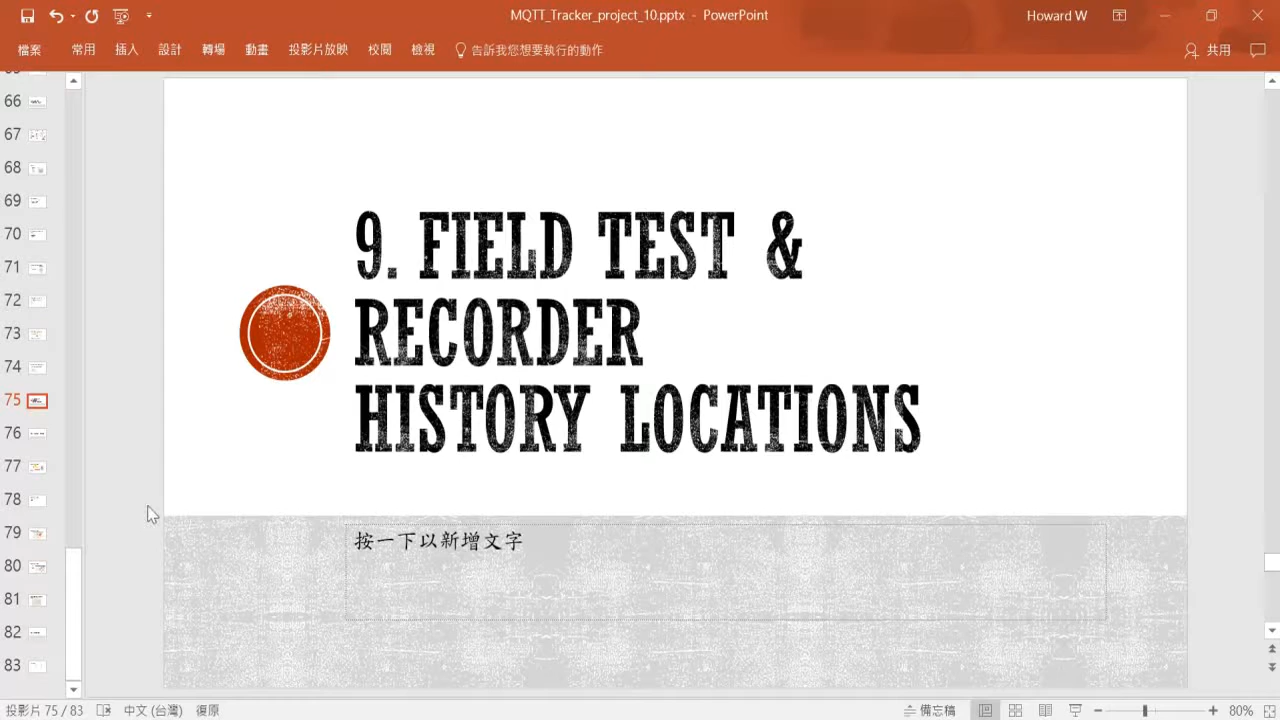 MQTT_Tracker_project_10.pptx - PowerPoint
Howard W
檔案 常用 插入 設計 轉場 動畫 投影片放映 校閱 檢視 告訴我您想要執行的動作 共用
66
67
68
69
70
71
72
73
74
75
76
77
78
79
80
81
82
83
9. FIELD TEST &
RECORDER
HISTORY LOCATIONS
按一下以新增文字
投影片 75 / 83 中文 (台灣) 復原 備忘稿 80%